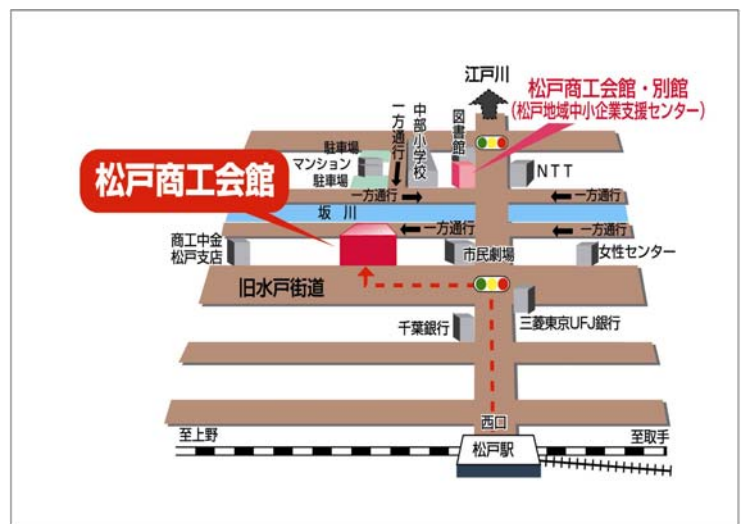 江戸川
松戸商工会館・別館
(松戸地域中小企業支援センター)
一方通行
中部小学校
図書館
駐車場
マンション
駐車場
NTT
松戸商工会館
一方通行
一方通行
坂川
一方通行
一方通行
商工中金
松戸支店
市民劇場
女性センター
旧水戸街道
千葉銀行
三菱東京UFJ銀行
西口
至上野
松戸駅
至取手